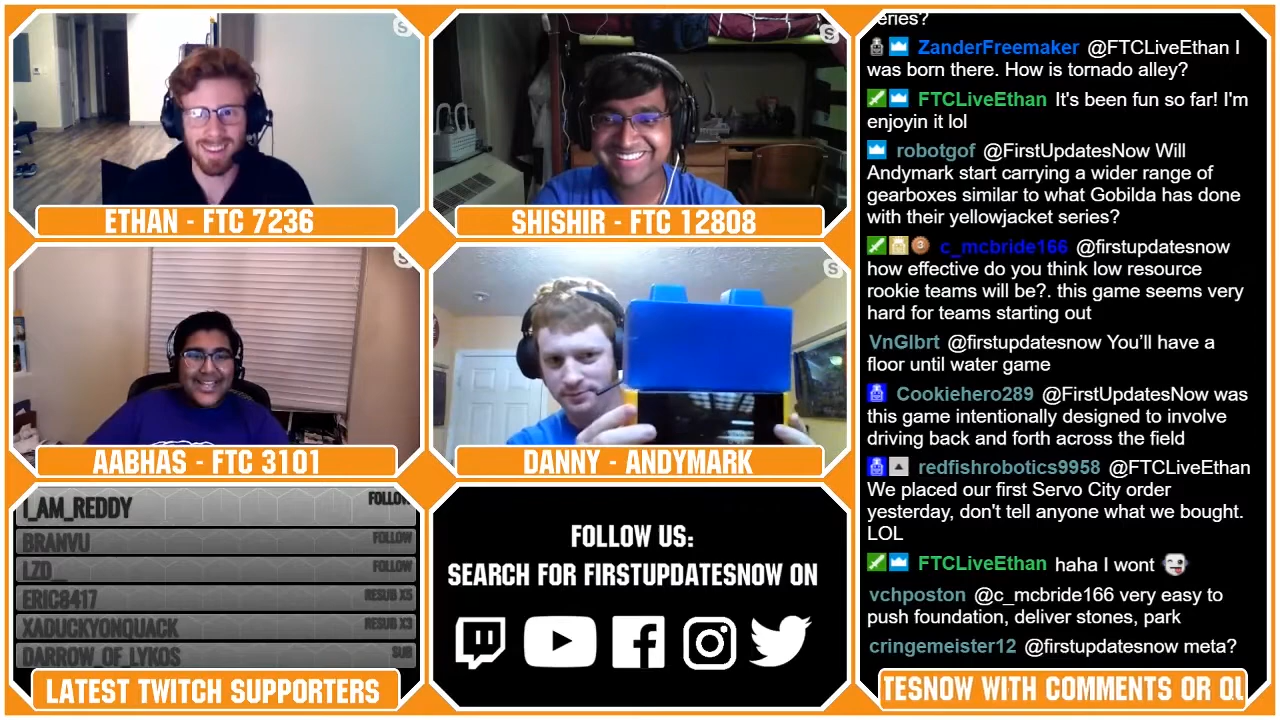 ETHAN - FTC 7236
SHISHIR - FTC 12808
AABHAS - FTC 3101
DANNY - ANDYMARK
I_AM_REDDY FOLLOW
BRANVU FOLLOW
LZD__ FOLLOW
ERIC8417 RESUB X5
XADUCKYONQUACK RESUB X3
DARROW_OF_LYKOS SUB
LATEST TWITCH SUPPORTERS
FOLLOW US:
SEARCH FOR FIRSTUPDATESNOW ON
eries?
ZanderFreemaker @FTCLiveEthan I
was born there. How is tornado alley?
FTCLiveEthan It's been fun so far! I'm
enjoyin it lol
robotgof @FirstUpdatesNow Will
Andymark start carrying a wider range of
gearboxes similar to what Gobilda has done
with their yellowjacket series?
3 c_mcbride166 @firstupdatesnow
how effective do you think low resource
rookie teams will be?. this game seems very
hard for teams starting out
VnGlbrt @firstupdatesnow You'll have a
floor until water game
Cookiehero289 @FirstUpdatesNow was
this game intentionally designed to involve
driving back and forth across the field
redfishrobotics9958 @FTCLiveEthan
We placed our first Servo City order
yesterday, don't tell anyone what we bought.
LOL
FTCLiveEthan haha I wont
vchposton @c_mcbride166 very easy to
push foundation, deliver stones, park
cringemeister12 @firstupdatesnow meta?
TESNOW WITH COMMENTS OR QU